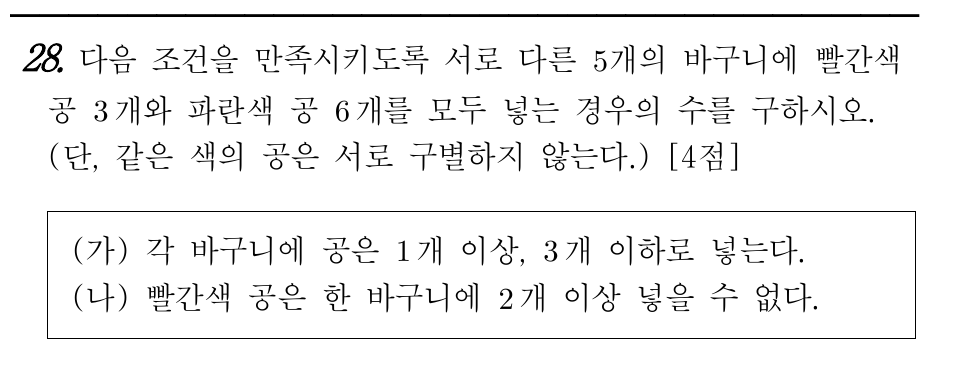 28. 다음 조건을 만족시키도록 서로 다른 5개의 바구니에 빨간색
공 3개와 파란색 공 6개를 모두 넣는 경우의 수를 구하시오.
(단, 같은 색의 공은 서로 구별하지 않는다.) [4점]
(가) 각 바구니에 공은 1개 이상, 3개 이하로 넣는다.
(나) 빨간색 공은 한 바구니에 2개 이상 넣을 수 없다.